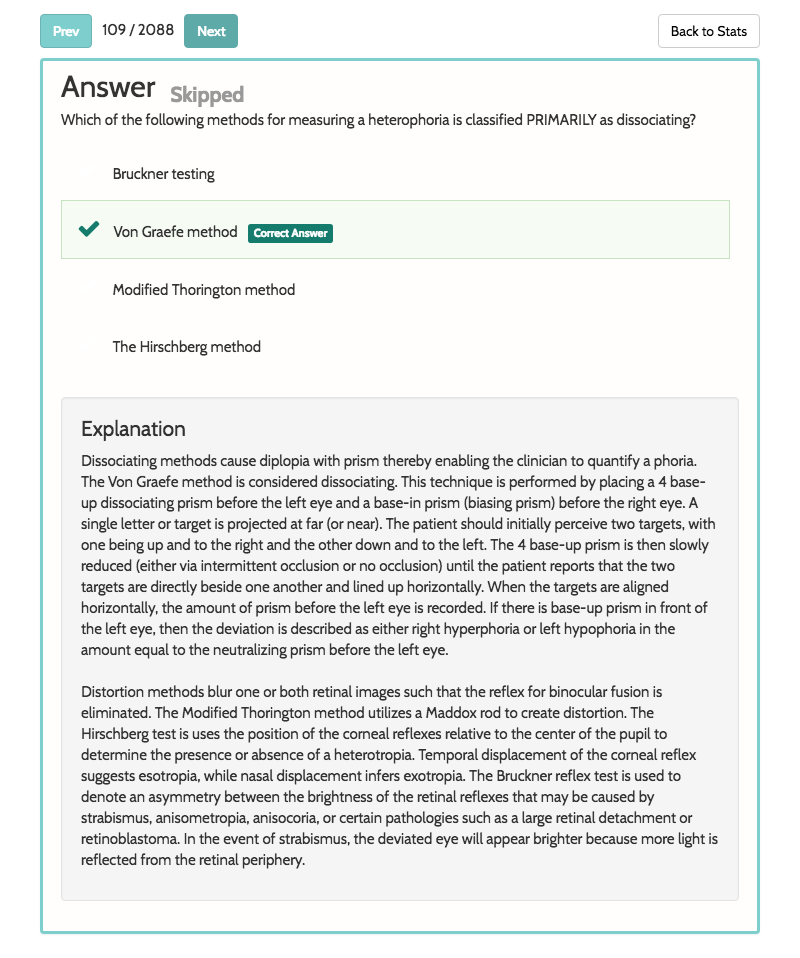 Prev 109 / 2088 Next Back to Stats
Answer Skipped
Which of the following methods for measuring a heterophoria is classified PRIMARILY as dissociating?
Bruckner testing
Von Graefe method Correct Answer
Modified Thorington method
The Hirschberg method
Explanation
Dissociating methods cause diplopia with prism thereby enabling the clinician to quantify a phoria.
The Von Graefe method is considered dissociating. This technique is performed by placing a 4 base-
up dissociating prism before the left eye and a base-in prism (biasing prism) before the right eye. A
single letter or target is projected at far (or near). The patient should initially perceive two targets, with
one being up and to the right and the other down and to the left. The 4 base-up prism is then slowly
reduced (either via intermittent occlusion or no occlusion) until the patient reports that the two
targets are directly beside one another and lined up horizontally. When the targets are aligned
horizontally, the amount of prism before the left eye is recorded. If there is base-up prism in front of
the left eye, then the deviation is described as either right hyperphoria or left hypophoria in the
amount equal to the neutralizing prism before the left eye.
Distortion methods blur one or both retinal images such that the reflex for binocular fusion is
eliminated. The Modified Thorington method utilizes a Maddox rod to create distortion. The
Hirschberg test is uses the position of the corneal reflexes relative to the center of the pupil to
determine the presence or absence of a heterotropia. Temporal displacement of the corneal reflex
suggests esotropia, while nasal displacement infers exotropia. The Bruckner reflex test is used to
denote an asymmetry between the brightness of the retinal reflexes that may be caused by
strabismus, anisometropia, anisocoria, or certain pathologies such as a large retinal detachment or
retinoblastoma. In the event of strabismus, the deviated eye will appear brighter because more light is
reflected from the retinal periphery.